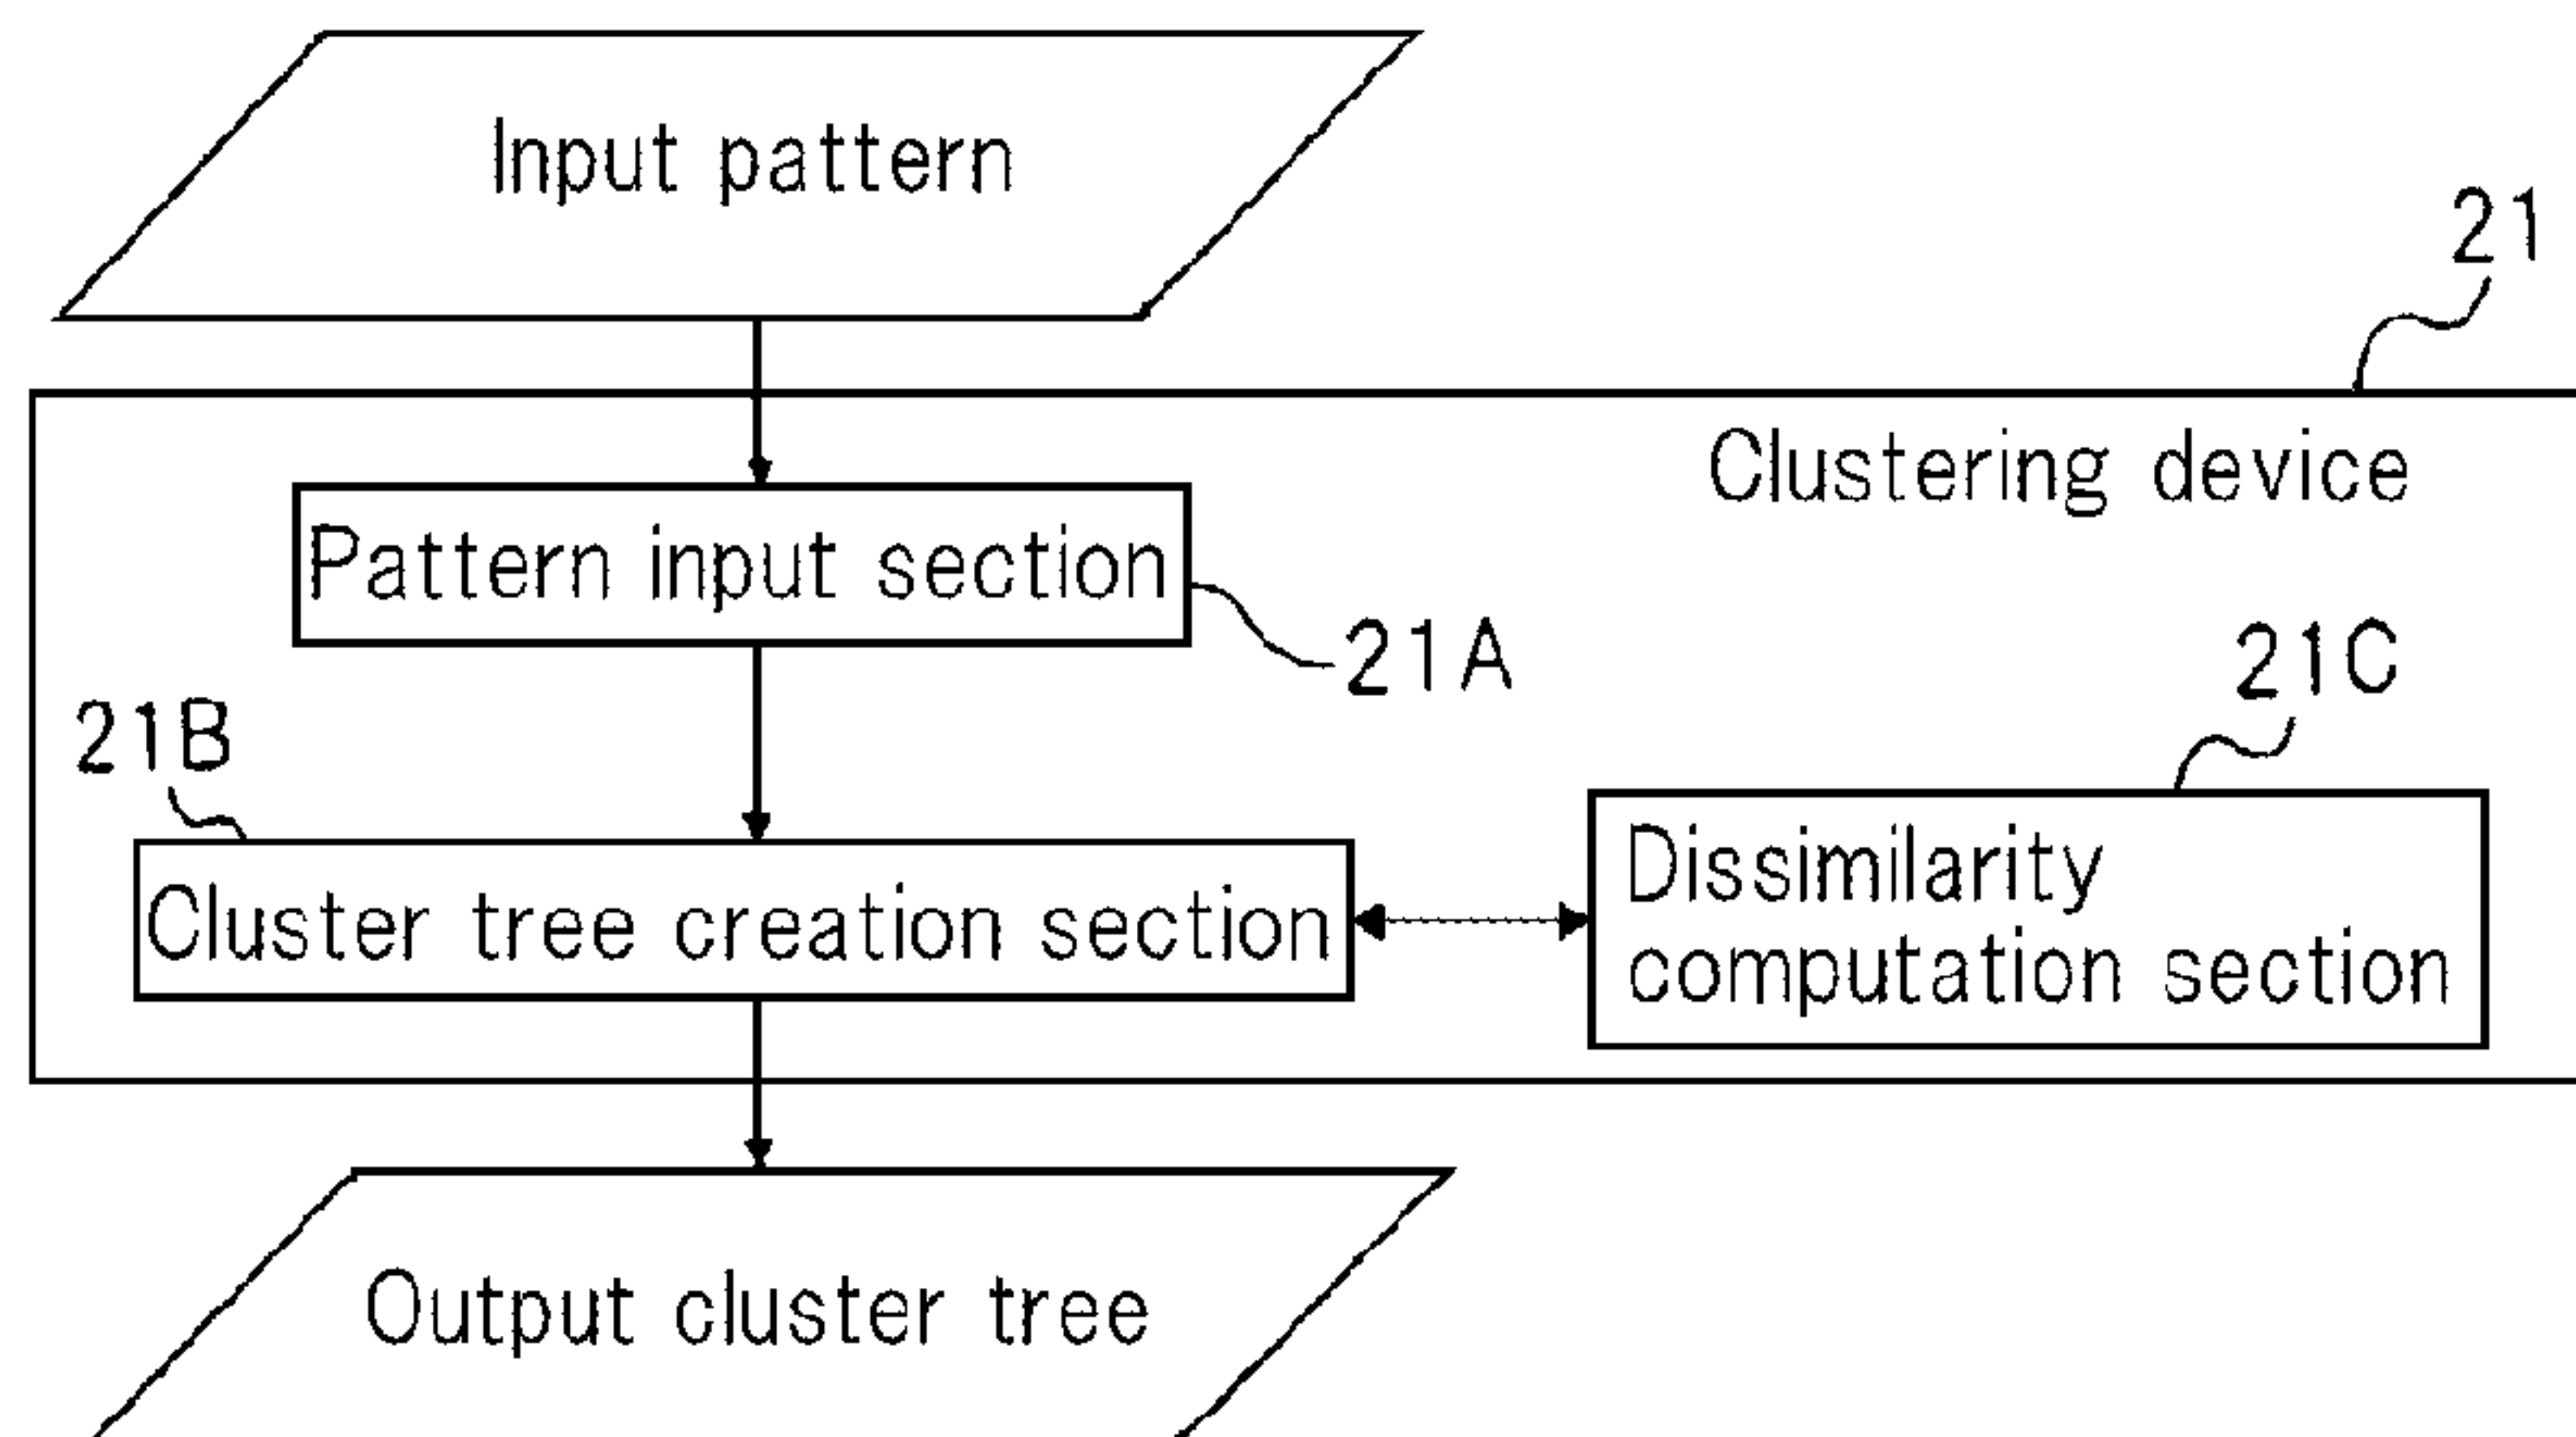 Input pattern
21
Clustering device
Pattern input section
21A
21C
21B
Dissimilarity
computation section
Cluster tree creation section
Output cluster tree